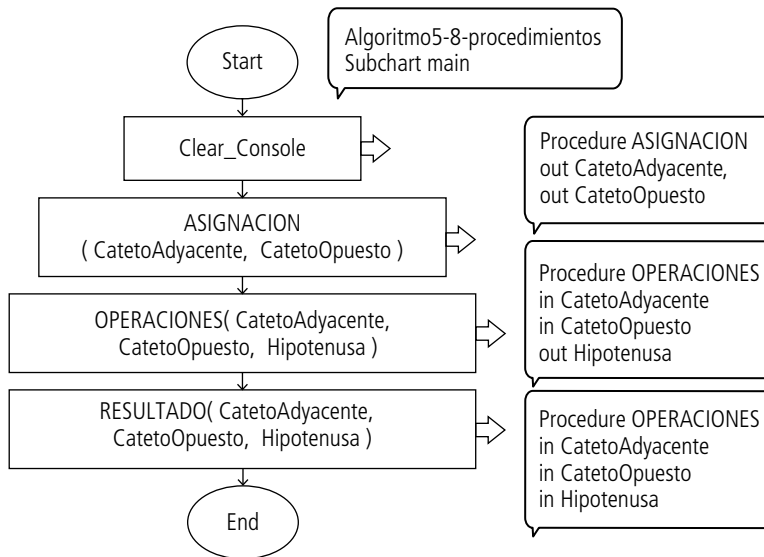 Start
Algoritmo5-8-procedimientos
Subchart main
Clear_Console
Procedure ASIGNACION
out CatetoAdyacente,
out CatetoOpuesto
ASIGNACION
( CatetoAdyacente, CatetoOpuesto )
Procedure OPERACIONES
in CatetoAdyacente
in CatetoOpuesto
out Hipotenusa
OPERACIONES( CatetoAdyacente,
CatetoOpuesto, Hipotenusa )
RESULTADO( CatetoAdyacente,
CatetoOpuesto, Hipotenusa )
Procedure OPERACIONES
in CatetoAdyacente
in CatetoOpuesto
in Hipotenusa
End